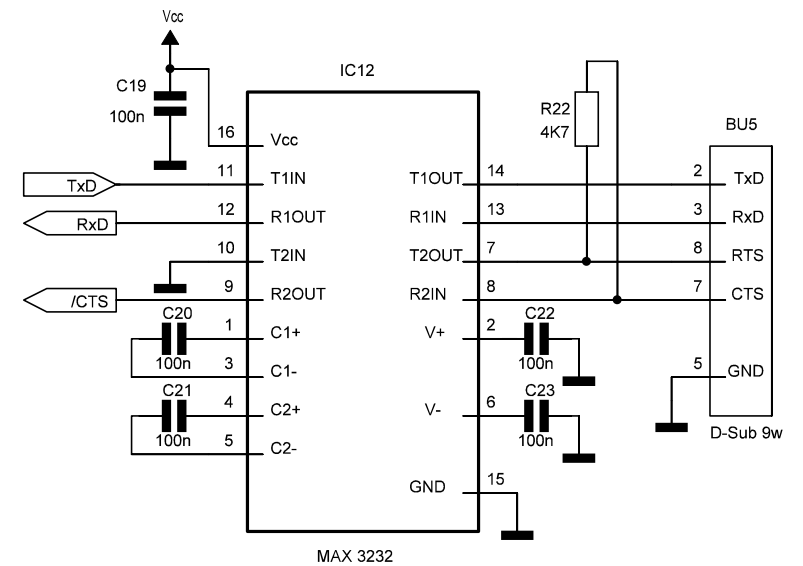 Vcc
IC12
C19
100n
R22
4K7
BU5
16 Vcc
TxD 11 T1IN T1OUT 14 2 TxD
RxD 12 R1OUT R1IN 13 3 RxD
10 T2IN T2OUT 7 8 RTS
/CTS 9 R2OUT R2IN 8 7 CTS
C20 C22
1 C1+ V+ 2
100n 100n
3 C1- 5 GND
C21 C23
4 C2+ V- 6
100n 100n
D-Sub 9w
5 C2-
GND 15
MAX 3232